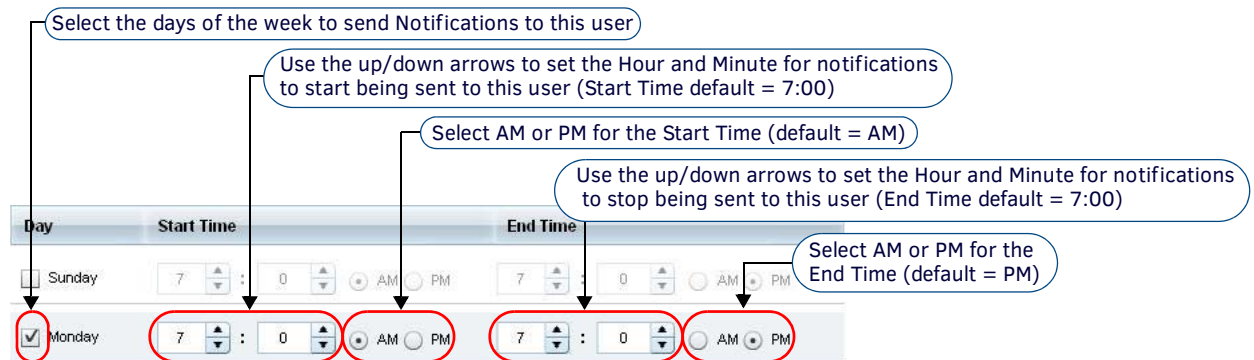 Select the days of the week to send Notifications to this user
Use the up/down arrows to set the Hour and Minute for notifications
to start being sent to this user (Start Time default = 7:00)
Select AM or PM for the Start Time (default = AM)
Use the up/down arrows to set the Hour and Minute for notifications
to stop being sent to this user (End Time default = 7:00)
Select AM or PM for the
End Time (default = PM)
Day Start Time End Time
Sunday 7 : 0 AM PM 7 : 0 AM PM
Monday 7 : 0 AM PM 7 : 0 AM PM